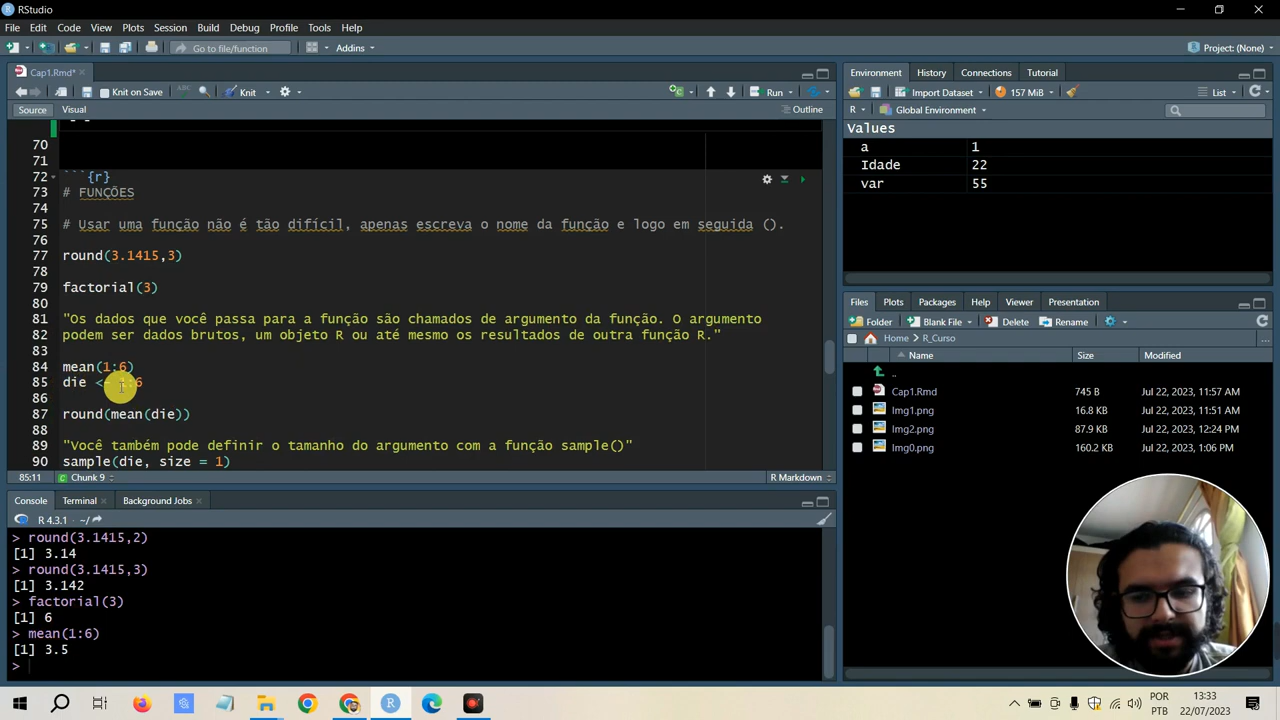 RStudio
File Edit Code View Plots Session Build Debug Profile Tools Help
Go to file/function Addins Project: (None)
Cap1.Rmd*
Knit on Save Knit Run
Source Visual Outline
70
71
72 ```{r}
73 # FUNÇÕES
74
75 # Usar uma função não é tão difícil, apenas escreva o nome da função e logo em seguida ().
76
77 round(3.1415,3)
78
79 factorial(3)
80
81 "Os dados que você passa para a função são chamados de argumento da função. O argumento
82 podem ser dados brutos, um objeto R ou até mesmo os resultados de outra função R."
83
84 mean(1:6)
85 die <- 1:6
86
87 round(mean(die))
88
89 "Você também pode definir o tamanho do argumento com a função sample()"
90 sample(die, size = 1)
85:11 Chunk 9 R Markdown
Console Terminal Background Jobs
R 4.3.1 · ~/
> round(3.1415,2)
[1] 3.14
> round(3.1415,3)
[1] 3.142
> factorial(3)
[1] 6
> mean(1:6)
[1] 3.5
>
Environment History Connections Tutorial
Import Dataset 157 MiB List
R Global Environment
Values
a 1
Idade 22
var 55
Files Plots Packages Help Viewer Presentation
Folder Blank File Delete Rename
Home R_Curso
Name Size Modified
..
Cap1.Rmd 745 B Jul 22, 2023, 11:57 AM
Img1.png 16.8 KB Jul 22, 2023, 11:51 AM
Img2.png 87.9 KB Jul 22, 2023, 12:24 PM
Img0.png 160.2 KB Jul 22, 2023, 1:06 PM
POR 13:33
PTB 22/07/2023